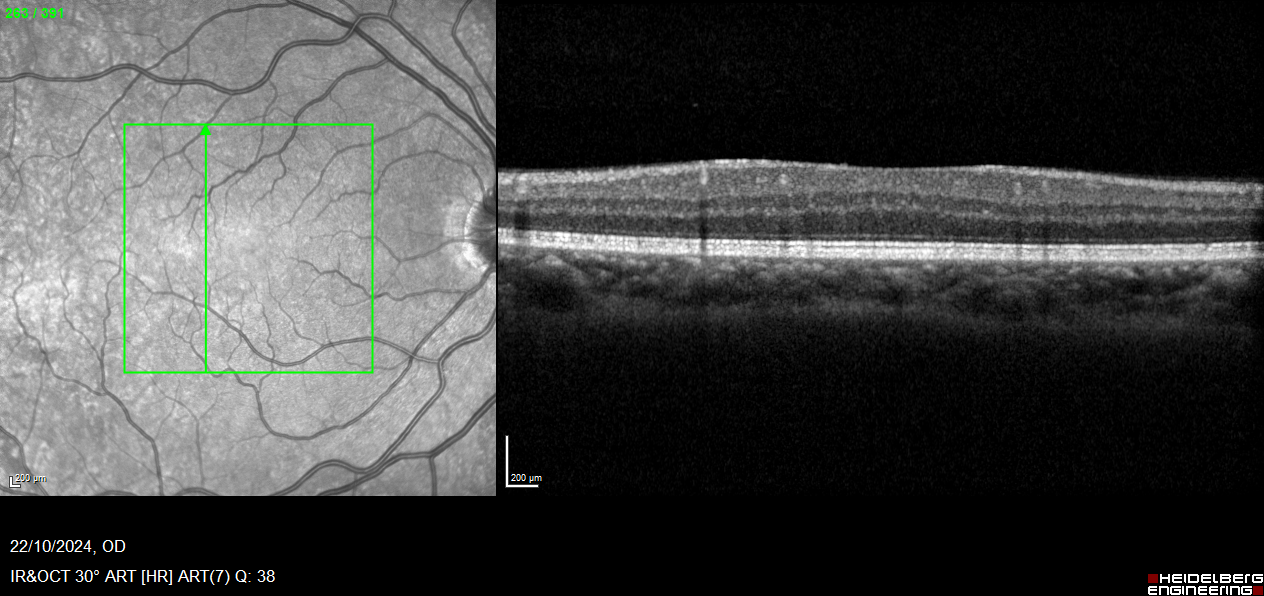 200 µm
200 µm
22/10/2024, OD
IR&OCT 30° ART [HR] ART(7) Q: 38
HEIDELBERG
ENGINEERING